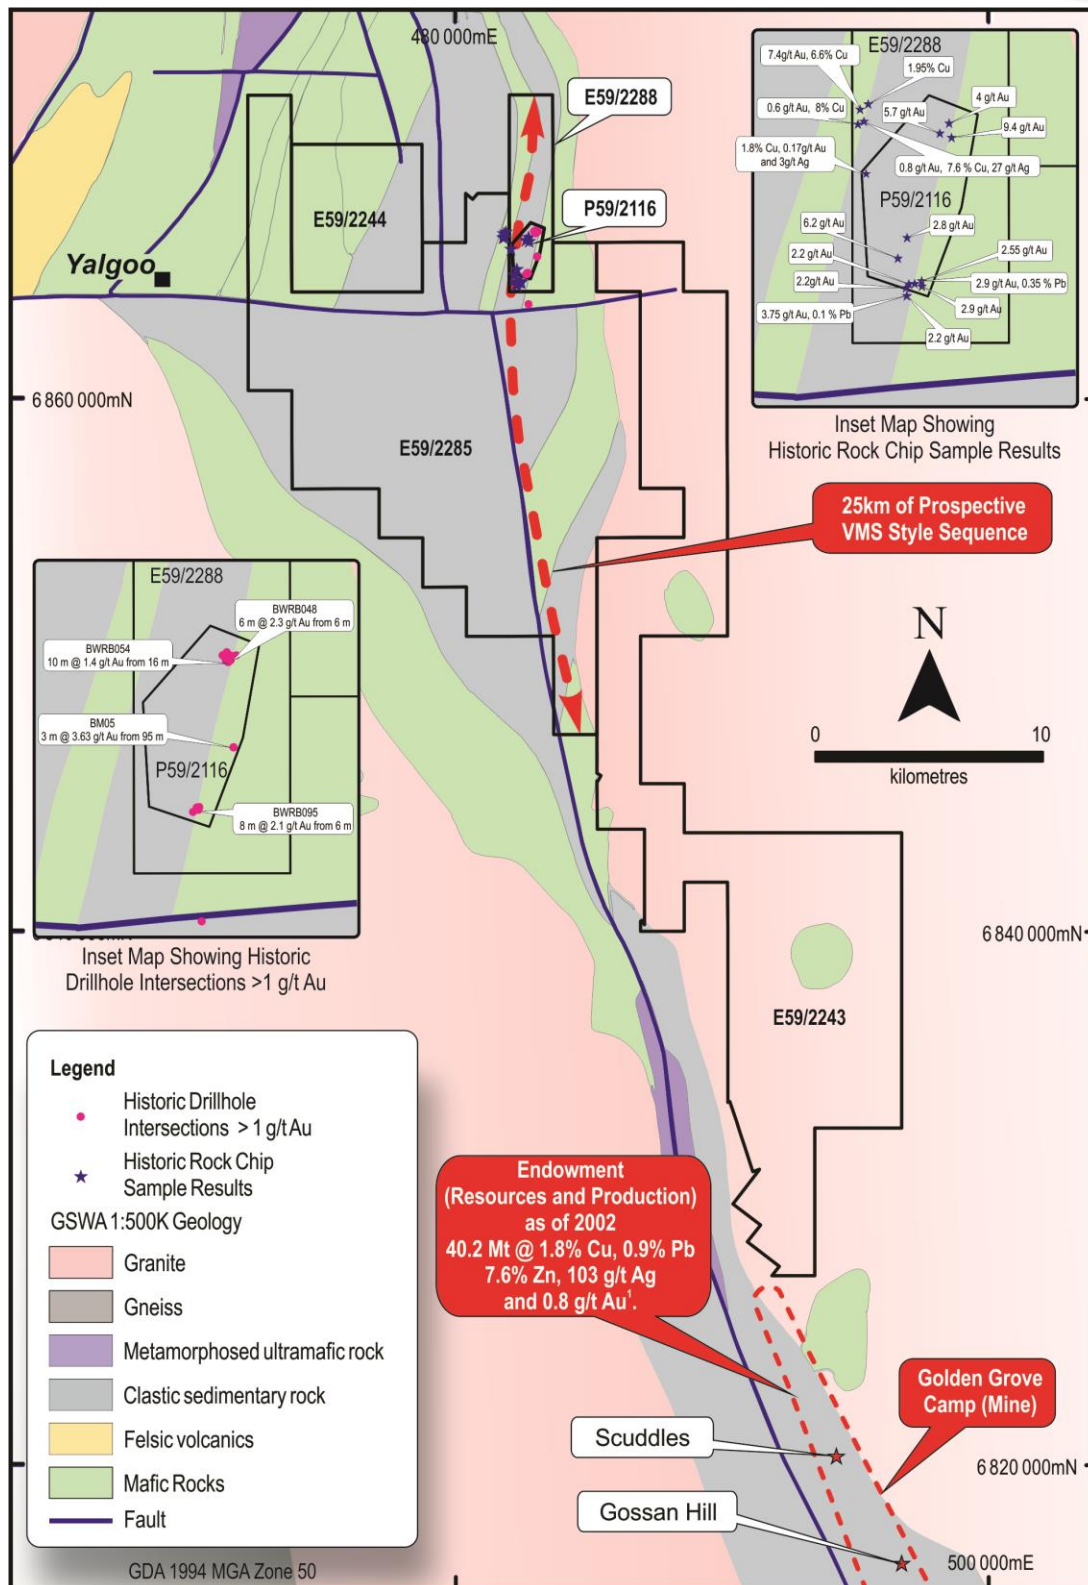 480 000mE
E59/2288
P59/2116
E59/2244
Yalgoo
6 860 000mN
E59/2285
E59/2288
7.4g/t Au, 6.6% Cu
1.95% Cu
0.6 g/t Au, 8% Cu
5.7 g/t Au
4 g/t Au
9.4 g/t Au
1.8% Cu, 0.17g/t Au
and 3g/t Ag
0.8 g/t Au, 7.6 % Cu, 27 g/t Ag
P59/2116
6.2 g/t Au
2.8 g/t Au
2.2 g/t Au
2.55 g/t Au
2.2g/t Au
2.9 g/t Au, 0.35 % Pb
3.75 g/t Au, 0.1 % Pb
2.9 g/t Au
2.2 g/t Au
Inset Map Showing
Historic Rock Chip Sample Results
25km of Prospective
VMS Style Sequence
E59/2288
BWRB048
6 m @ 2.3 g/t Au from 6 m
BWRB054
10 m @ 1.4 g/t Au from 16 m
BM05
3 m @ 3.63 g/t Au from 95 m
P59/2116
BWRB095
8 m @ 2.1 g/t Au from 6 m
Inset Map Showing Historic
Drillhole Intersections >1 g/t Au
N
0 10
kilometres
6 840 000mN
E59/2243
Legend
Historic Drillhole
Intersections > 1 g/t Au
Historic Rock Chip
Sample Results
GSWA 1:500K Geology
Granite
Gneiss
Metamorphosed ultramafic rock
Clastic sedimentary rock
Felsic volcanics
Mafic Rocks
Fault
GDA 1994 MGA Zone 50
Endowment
(Resources and Production)
as of 2002
40.2 Mt @ 1.8% Cu, 0.9% Pb
7.6% Zn, 103 g/t Ag
and 0.8 g/t Au¹.
Golden Grove
Camp (Mine)
Scuddles
6 820 000mN
Gossan Hill
500 000mE